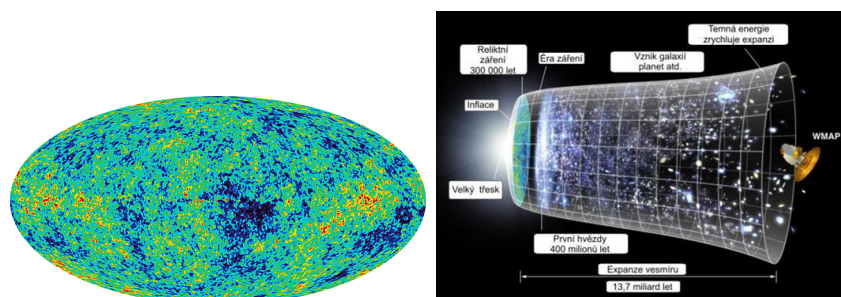 Temná energie
zrychluje expanzi
Reliktní
záření
300 000 let
Éra záření
Vznik galaxií
planet atd.
Inflace
WMAP
Velký třesk
První hvězdy
400 milionů let
Expanze vesmíru
13,7 miliard let